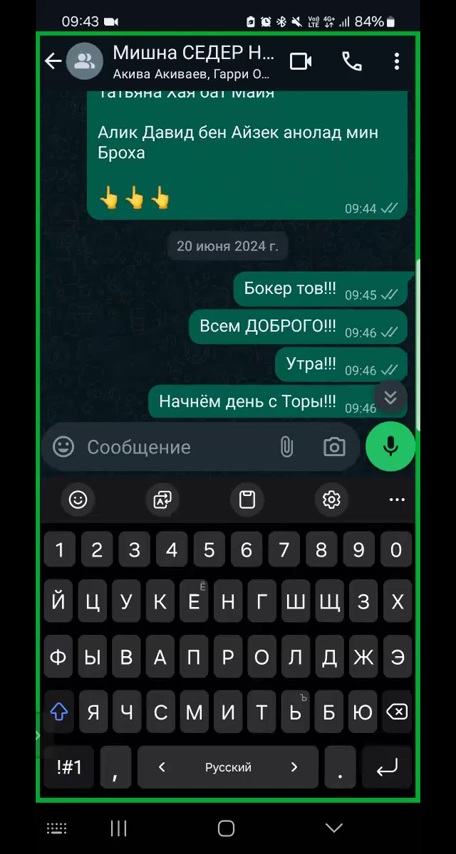 09:43 84%
Мишна СЕДЕР Н...
Акива Акиваев, Гарри О...
Татьяна Хая бат Майя
Алик Давид бен Айзек анолад мин
Броха
👆👆👆
09:44
20 июня 2024 г.
Бокер тов!!! 09:45
Всем ДОБРОГО!!! 09:46
Утра!!! 09:46
Начнём день с Торы!!! 09:46
Сообщение
1 2 3 4 5 6 7 8 9 0
Й Ц У К Е Ё Н Г Ш Щ З Х
Ф Ы В А П Р О Л Д Ж Э
Я Ч С М И Т Ь Ъ Б Ю
!#1 , < Русский > .